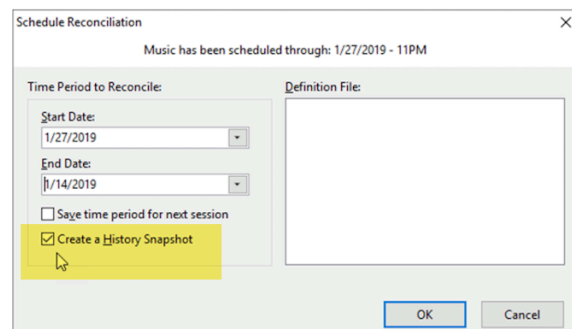 Schedule Reconciliation
Music has been scheduled through: 1/27/2019 - 11PM
Time Period to Reconcile:
Definition File:
Start Date:
1/27/2019
End Date:
1/14/2019
Save time period for next session
Create a History Snapshot
OK
Cancel